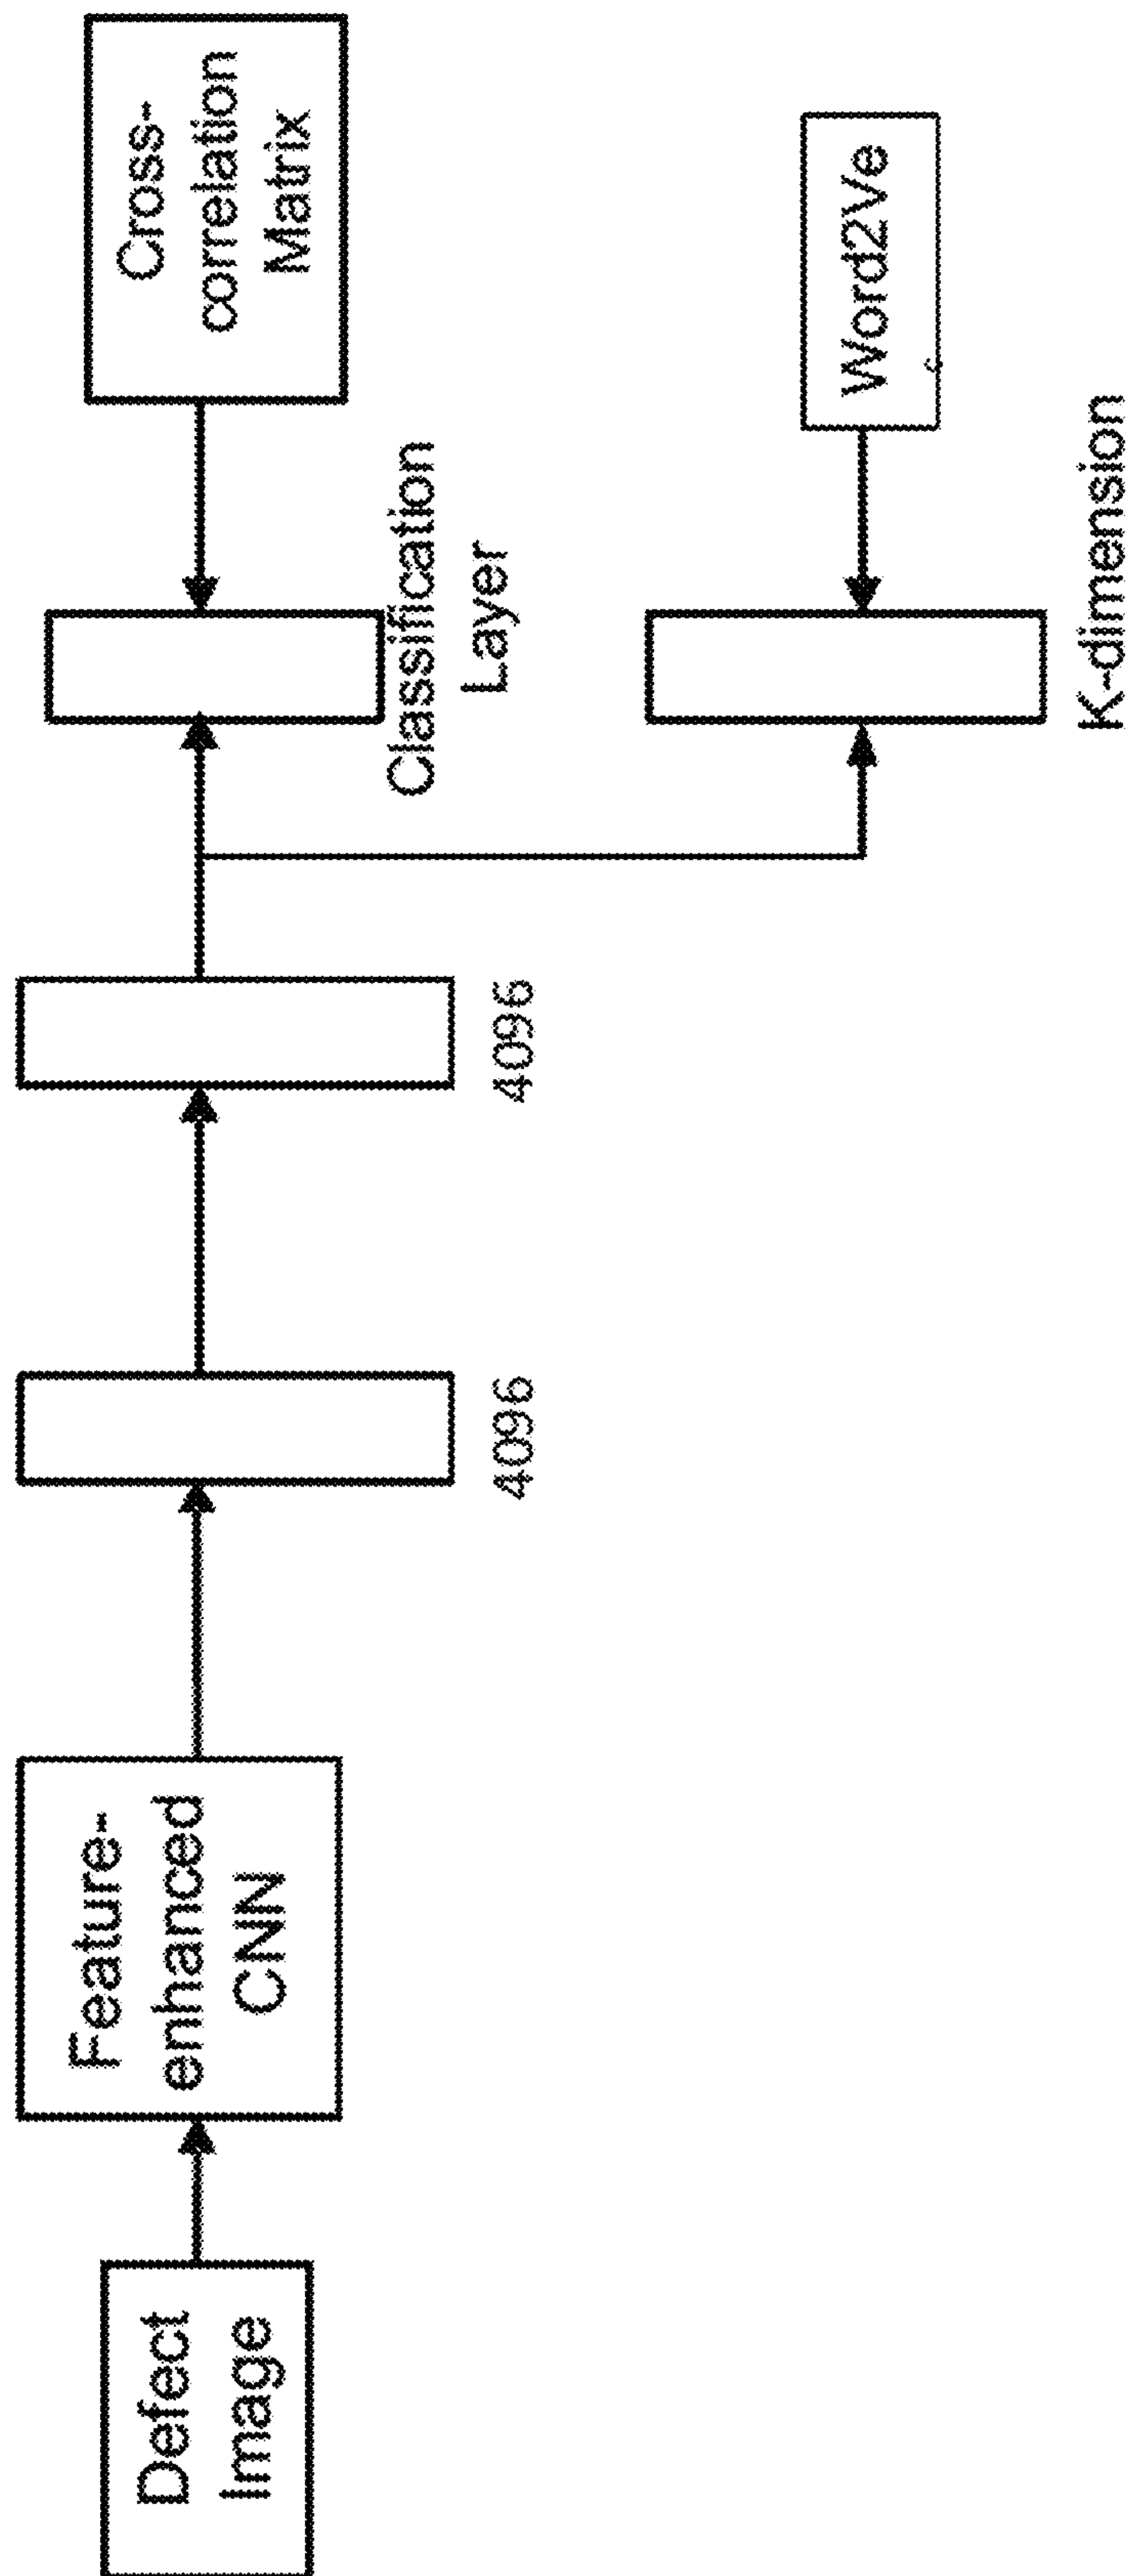 Defect
Image
Feature-
enhanced
CNN
4096
4096
Classification
Layer
Cross-
correlation
Matrix
K-dimension
Word2Ve
c